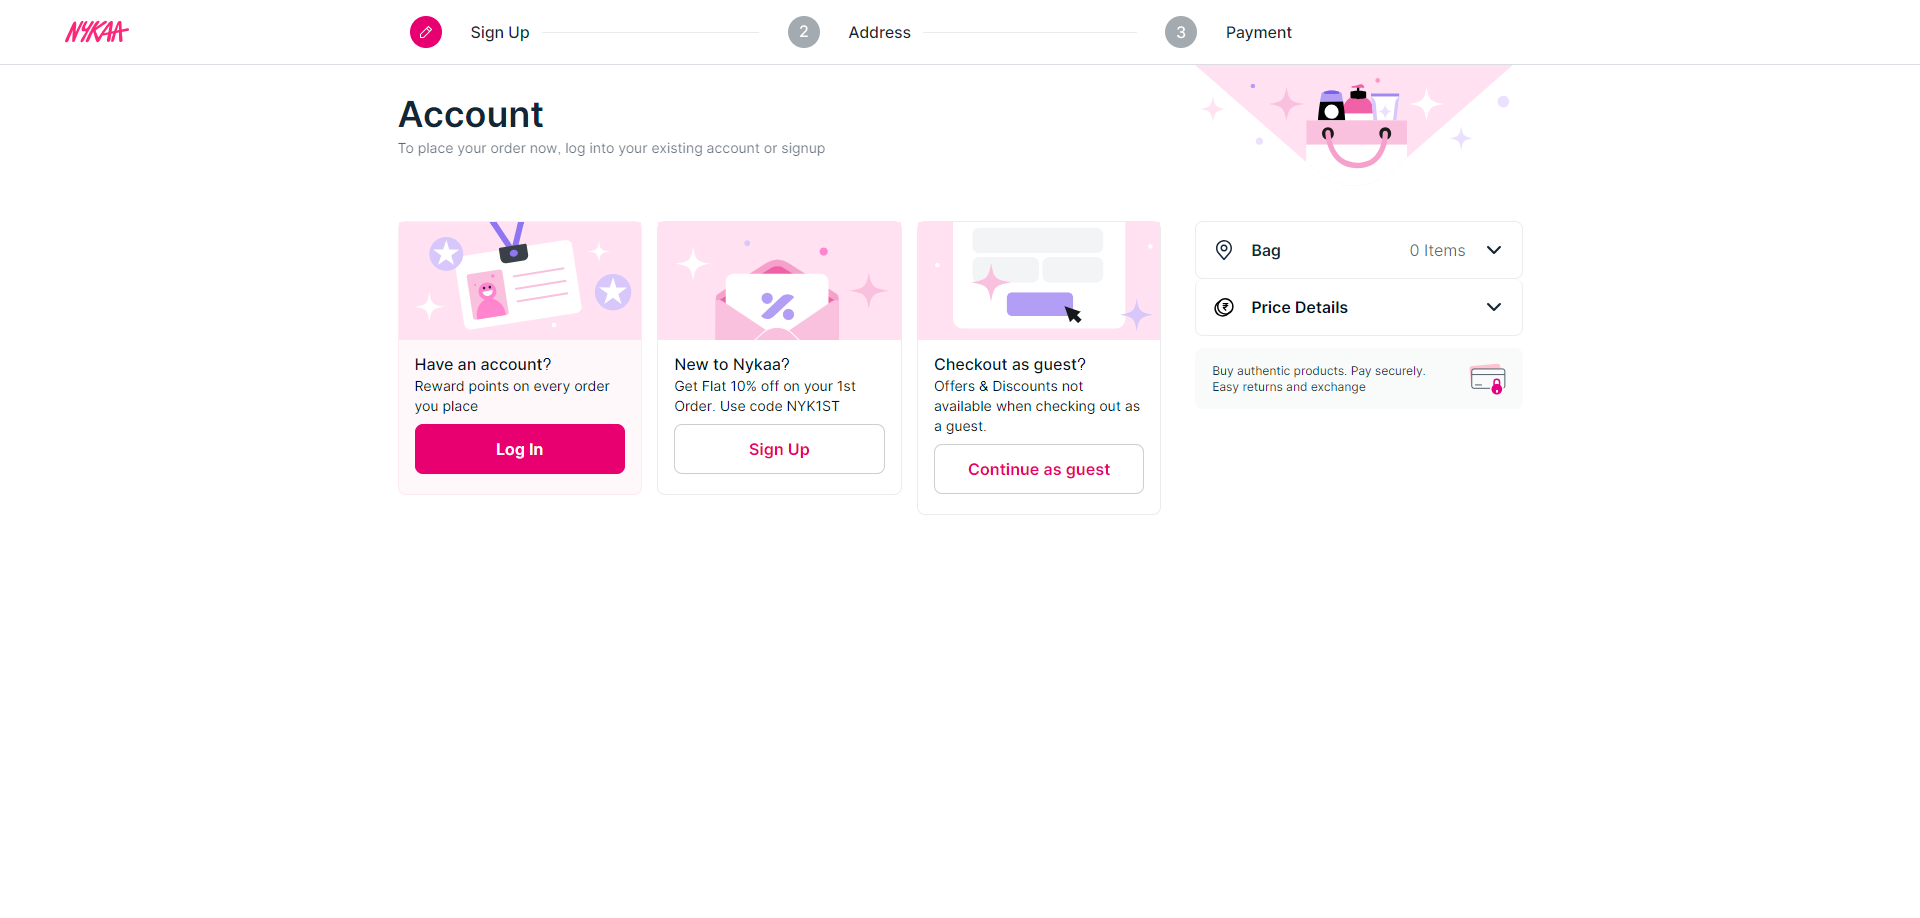 NYKAA
Sign Up
2
Address
3
Payment
Account
To place your order now, log into your existing account or signup
Have an account?
Reward points on every order
you place
Log In
New to Nykaa?
Get Flat 10% off on your 1st
Order. Use code NYK1ST
Sign Up
Checkout as guest?
Offers & Discounts not
available when checking out as
a guest.
Continue as guest
Bag
0 Items
₹
Price Details
Buy authentic products. Pay securely.
Easy returns and exchange